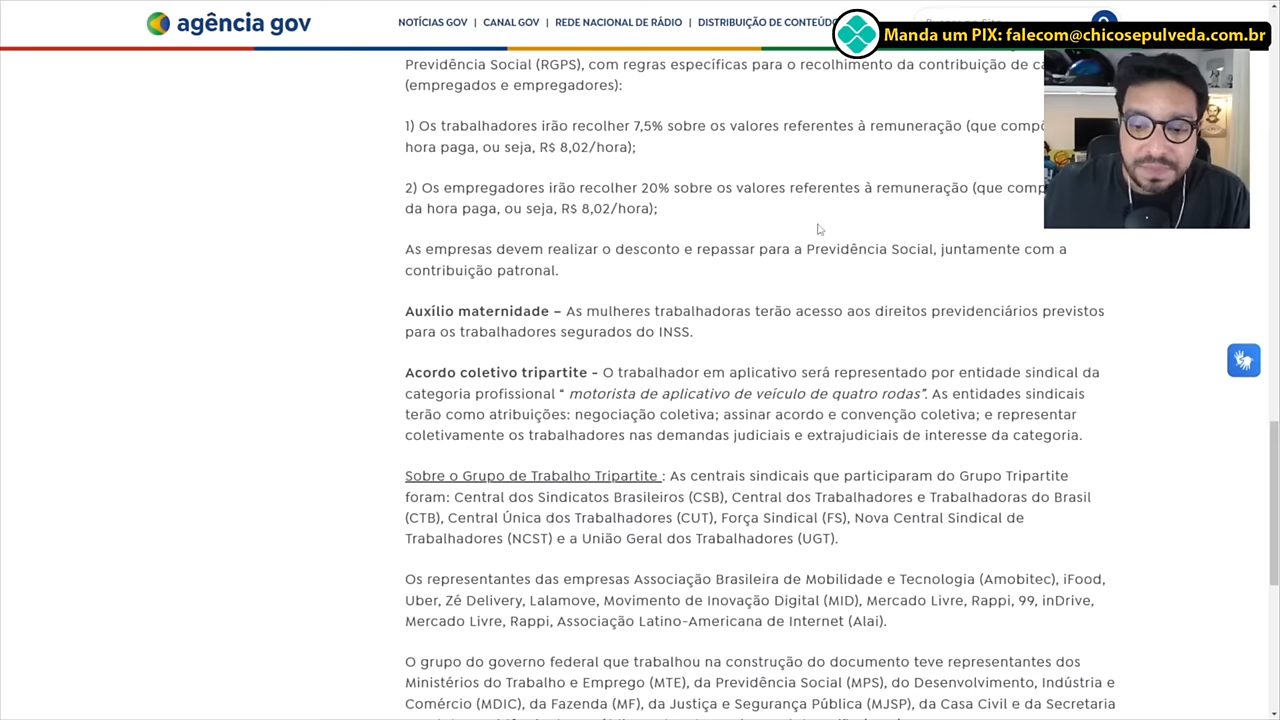 agência gov
NOTÍCIAS GOV | CANAL GOV | REDE NACIONAL DE RÁDIO | DISTRIBUIÇÃO DE CONTEÚDO
Manda um PIX: falecom@chicosepulveda.com.br
Previdência Social (RGPS), com regras específicas para o recolhimento da contribuição de
(empregados e empregadores):
1) Os trabalhadores irão recolher 7,5% sobre os valores referentes à remuneração (que
hora paga, ou seja, R$ 8,02/hora);
2) Os empregadores irão recolher 20% sobre os valores referentes à remuneração (que
da hora paga, ou seja, R$ 8,02/hora);
As empresas devem realizar o desconto e repassar para a Previdência Social, juntamente com a
contribuição patronal.
Auxílio maternidade – As mulheres trabalhadoras terão acesso aos direitos previdenciários previstos
para os trabalhadores segurados do INSS.
Acordo coletivo tripartite - O trabalhador em aplicativo será representado por entidade sindical da
categoria profissional “ motorista de aplicativo de veículo de quatro rodas”. As entidades sindicais
terão como atribuições: negociação coletiva; assinar acordo e convenção coletiva; e representar
coletivamente os trabalhadores nas demandas judiciais e extrajudiciais de interesse da categoria.
Sobre o Grupo de Trabalho Tripartite : As centrais sindicais que participaram do Grupo Tripartite
foram: Central dos Sindicatos Brasileiros (CSB), Central dos Trabalhadores e Trabalhadoras do Brasil
(CTB), Central Única dos Trabalhadores (CUT), Força Sindical (FS), Nova Central Sindical de
Trabalhadores (NCST) e a União Geral dos Trabalhadores (UGT).
Os representantes das empresas Associação Brasileira de Mobilidade e Tecnologia (Amobitec), iFood,
Uber, Zé Delivery, Lalamove, Movimento de Inovação Digital (MID), Mercado Livre, Rappi, 99, inDrive,
Mercado Livre, Rappi, Associação Latino-Americana de Internet (Alai).
O grupo do governo federal que trabalhou na construção do documento teve representantes dos
Ministérios do Trabalho e Emprego (MTE), da Previdência Social (MPS), do Desenvolvimento, Indústria e
Comércio (MDIC), da Fazenda (MF), da Justiça e Segurança Pública (MJSP), da Casa Civil e da Secretaria